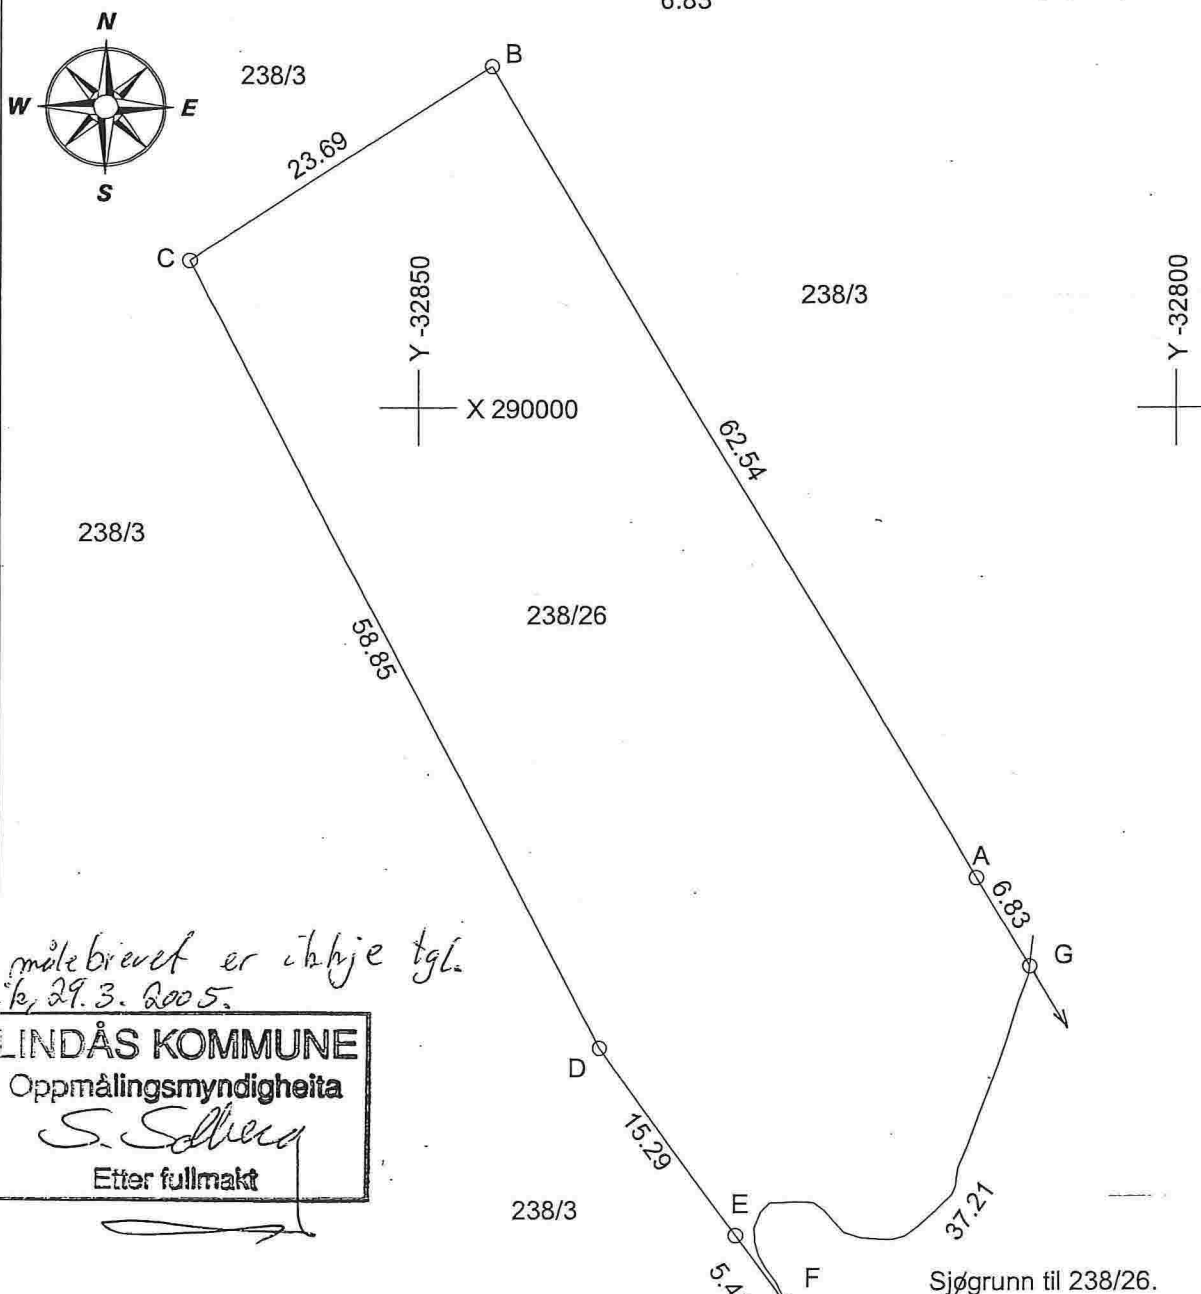 6.83
N
W
E
S
238/3
B
23.69
C
Y -32850
X 290000
238/3
Y -32800
62.54
238/3
238/26
58.85
A
6.83
G
målebrevet er ikkje tgl.
29.3.2005.
LINDÅS KOMMUNE
Oppmålingsmyndigheita
Etter fullmakt
D
15.29
238/3
E
37.21
5.4
F
Sjøgrunn til 238/26.